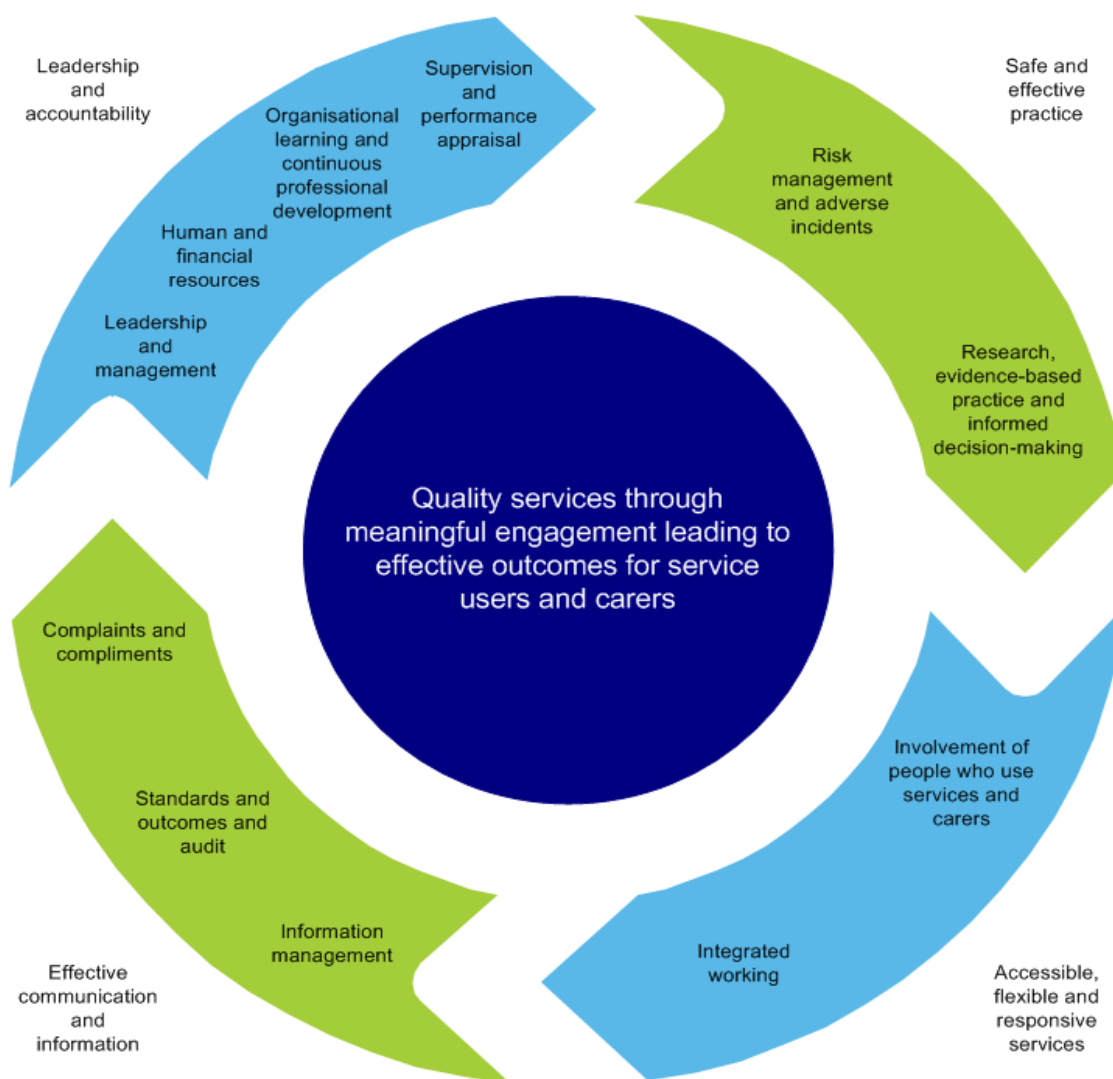 Leadership
and
accountability
Supervision
and
performance
appraisal
Organisational
learning and
continuous
professional
development
Human and
financial
resources
Leadership
and
management
Safe and
effective
practice
Risk
management
and adverse
incidents
Research,
evidence-based
practice and
informed
decision-making
Quality services through
meaningful engagement leading to
effective outcomes for service
users and carers
Complaints and
compliments
Standards and
outcomes and
audit
Information
management
Effective
communication
and
information
Involvement of
people who use
services and
carers
Integrated
working
Accessible,
flexible and
responsive
services